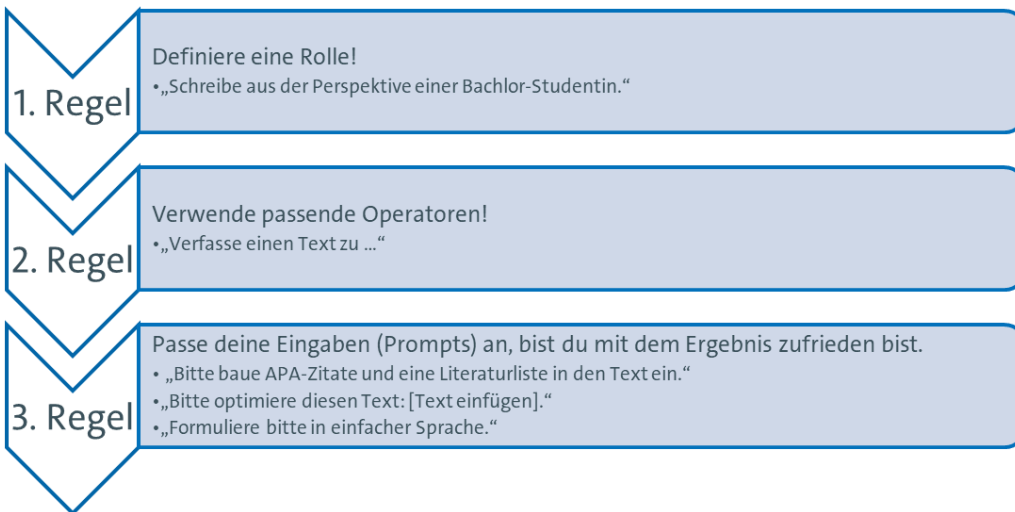 1. Regel
Definiere eine Rolle!
•„Schreibe aus der Perspektive einer Bachlor-Studentin.“
2. Regel
Verwende passende Operatoren!
•„Verfasse einen Text zu …“
3. Regel
Passe deine Eingaben (Prompts) an, bist du mit dem Ergebnis zufrieden bist.
• „Bitte baue APA-Zitate und eine Literaturliste in den Text ein.“
•„Bitte optimiere diesen Text: [Text einfügen].“
•„Formuliere bitte in einfacher Sprache.“